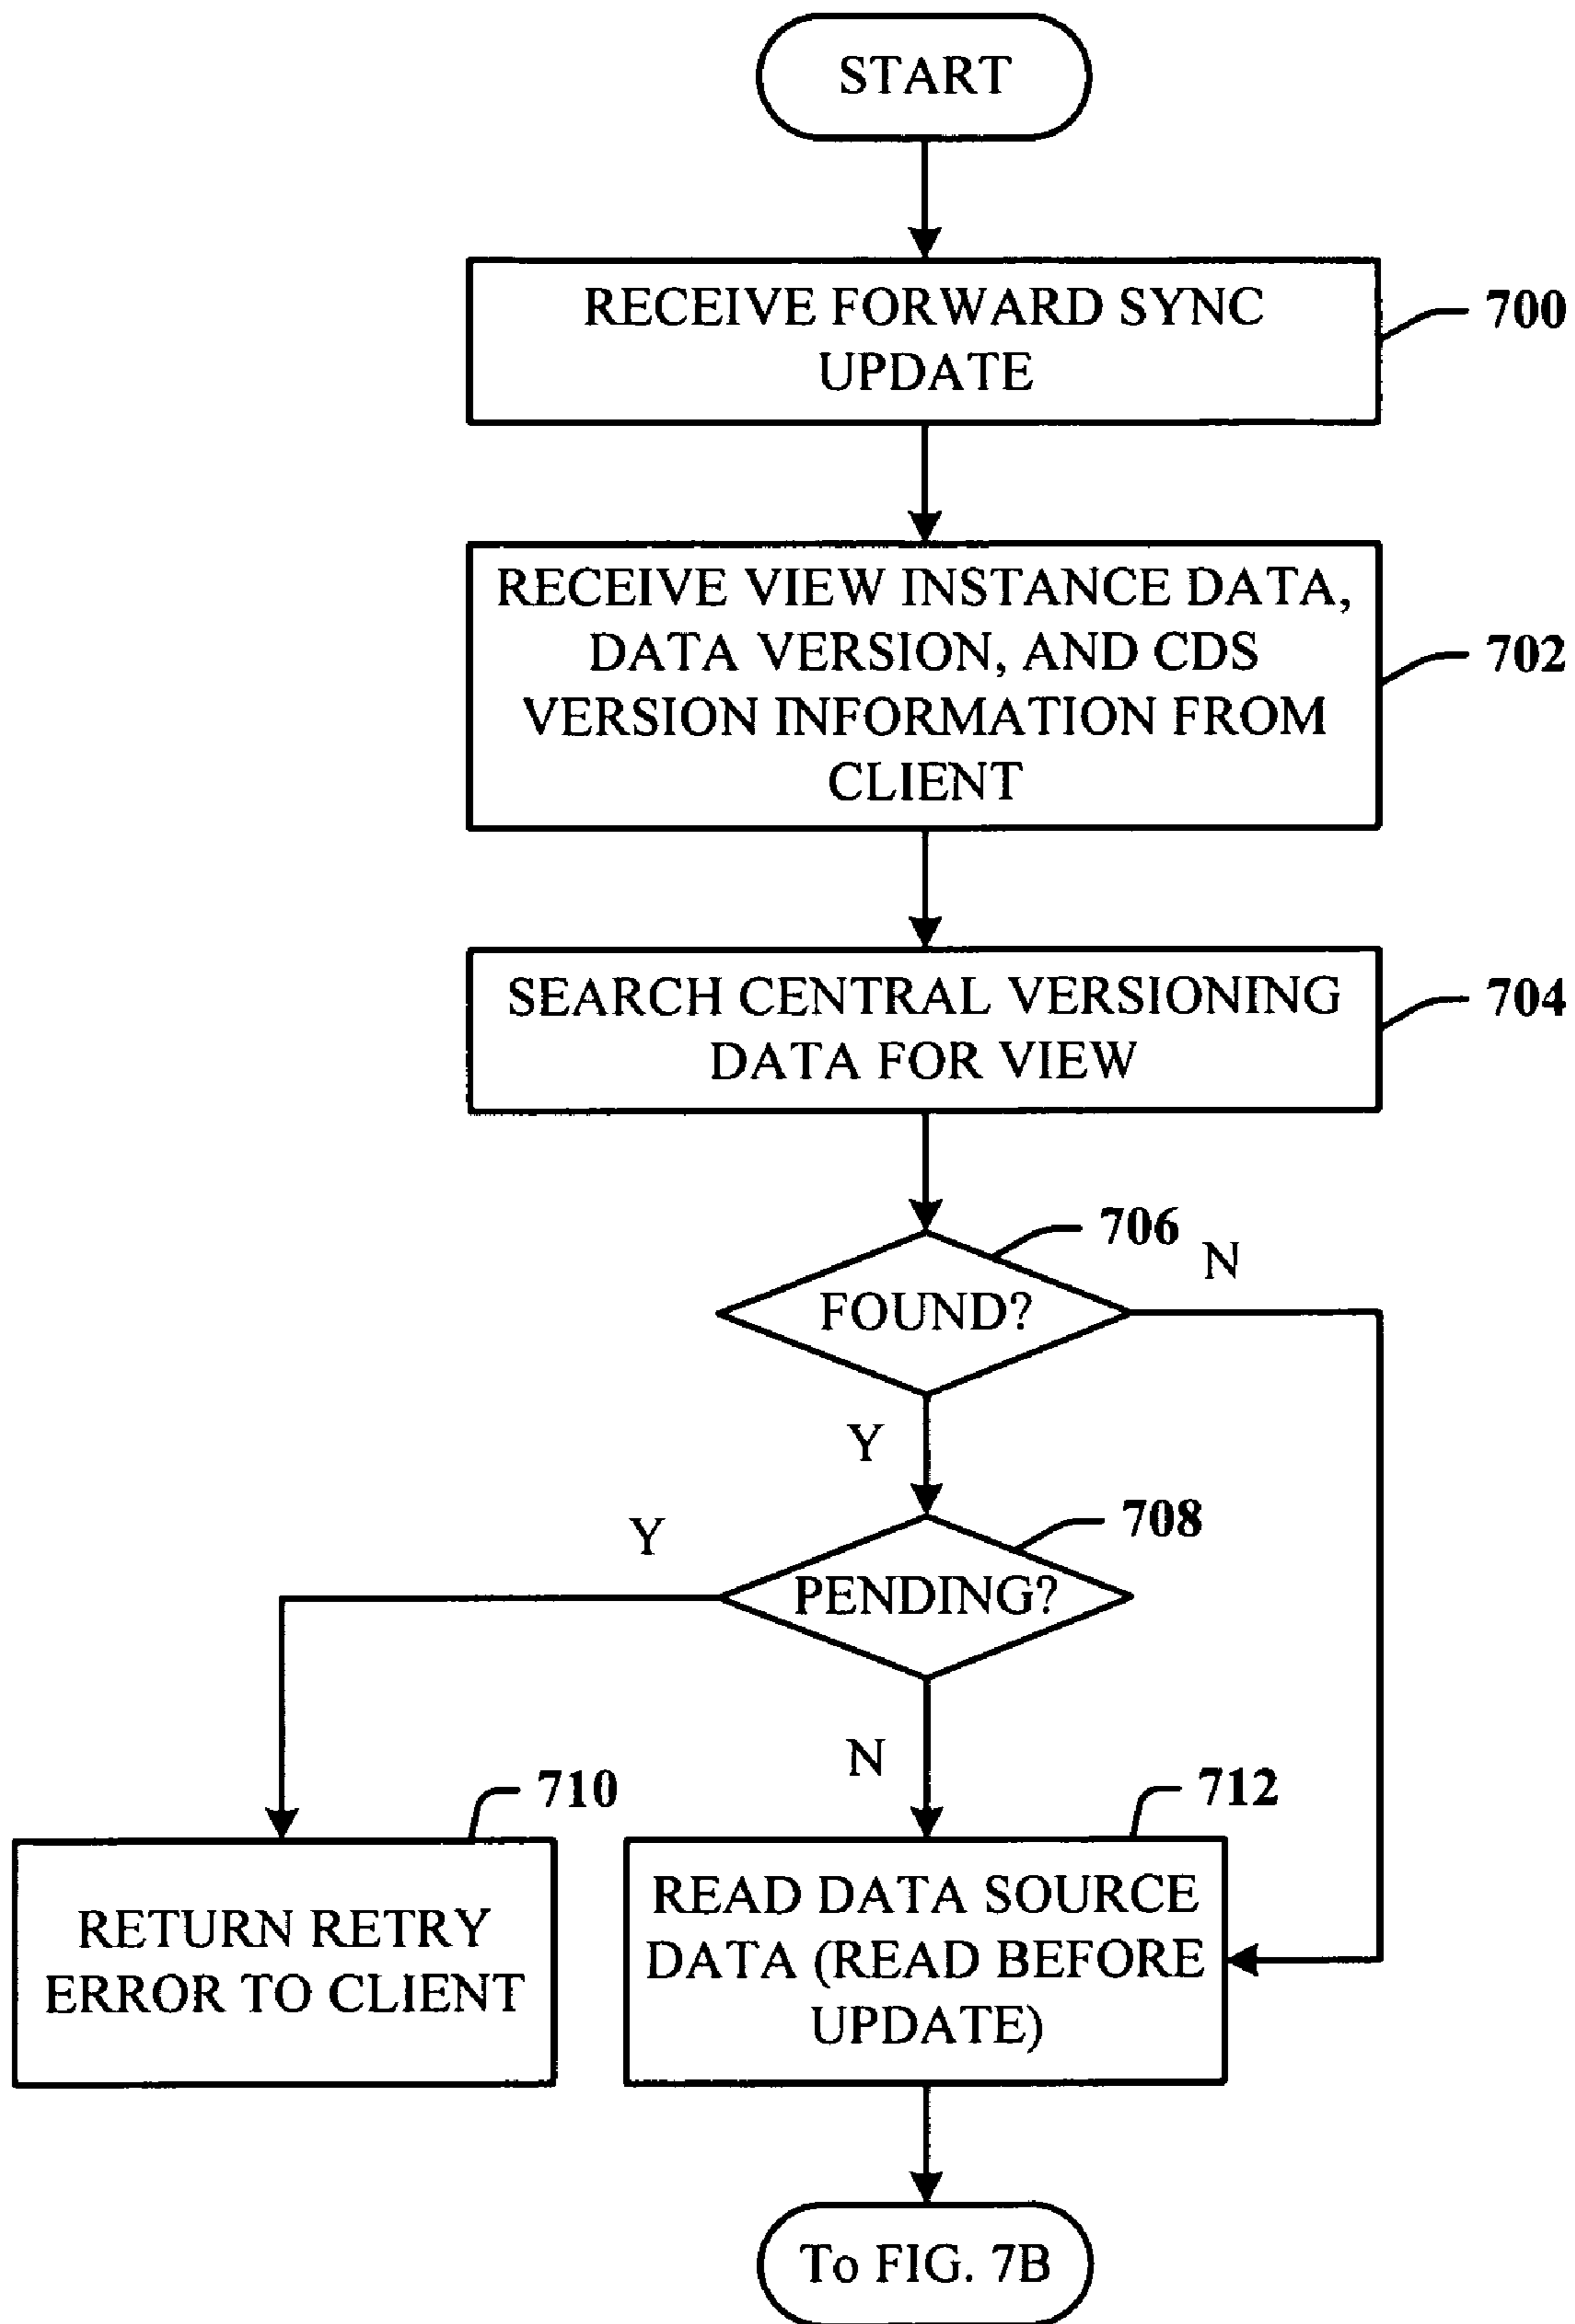 START
RECEIVE FORWARD SYNC
UPDATE
700
RECEIVE VIEW INSTANCE DATA,
DATA VERSION, AND CDS
VERSION INFORMATION FROM
CLIENT
702
SEARCH CENTRAL VERSIONING
DATA FOR VIEW
704
706
N
FOUND?
Y
708
Y
PENDING?
N
710
712
RETURN RETRY
ERROR TO CLIENT
READ DATA SOURCE
DATA (READ BEFORE
UPDATE)
To FIG. 7B